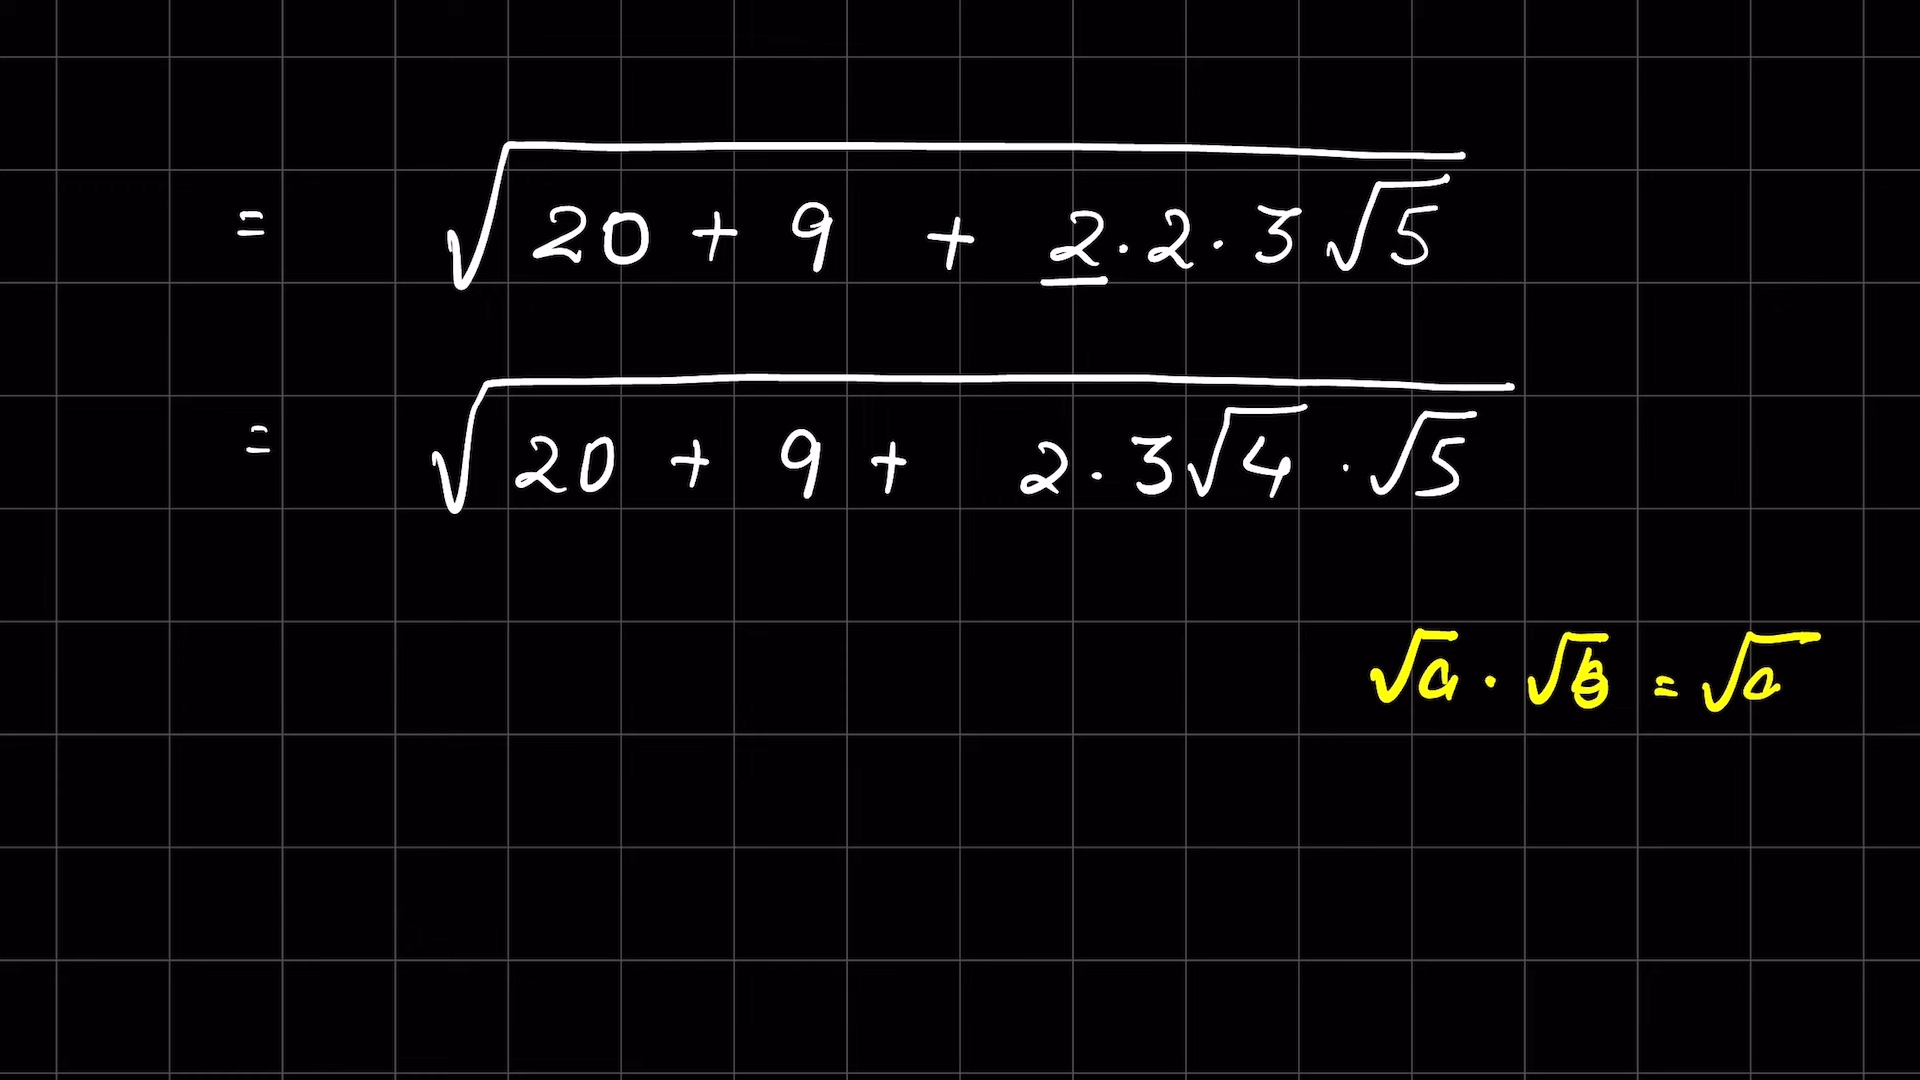 = √(20 + 9 + 2·2·3√5)
= √(20 + 9 + 2·3√4·√5)
√a·√b = √a